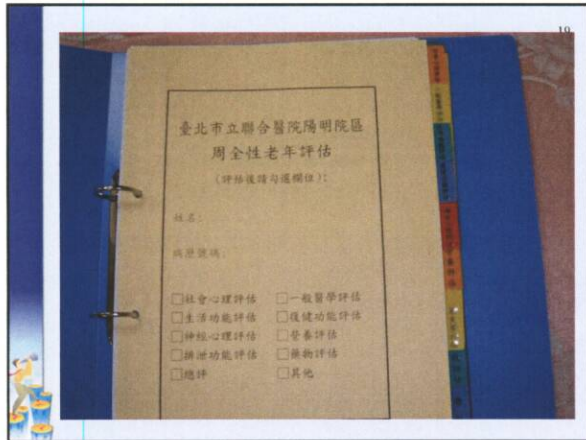 19
臺北市立聯合醫院陽明院區
周全性老年評估
(評估後請勾選欄位):
姓名:
病歷號碼:
□社會心理評估 □一般醫學評估
□生活功能評估 □復健功能評估
□神經心理評估 □營養評估
□排泄功能評估 □藥物評估
□總評 □其他